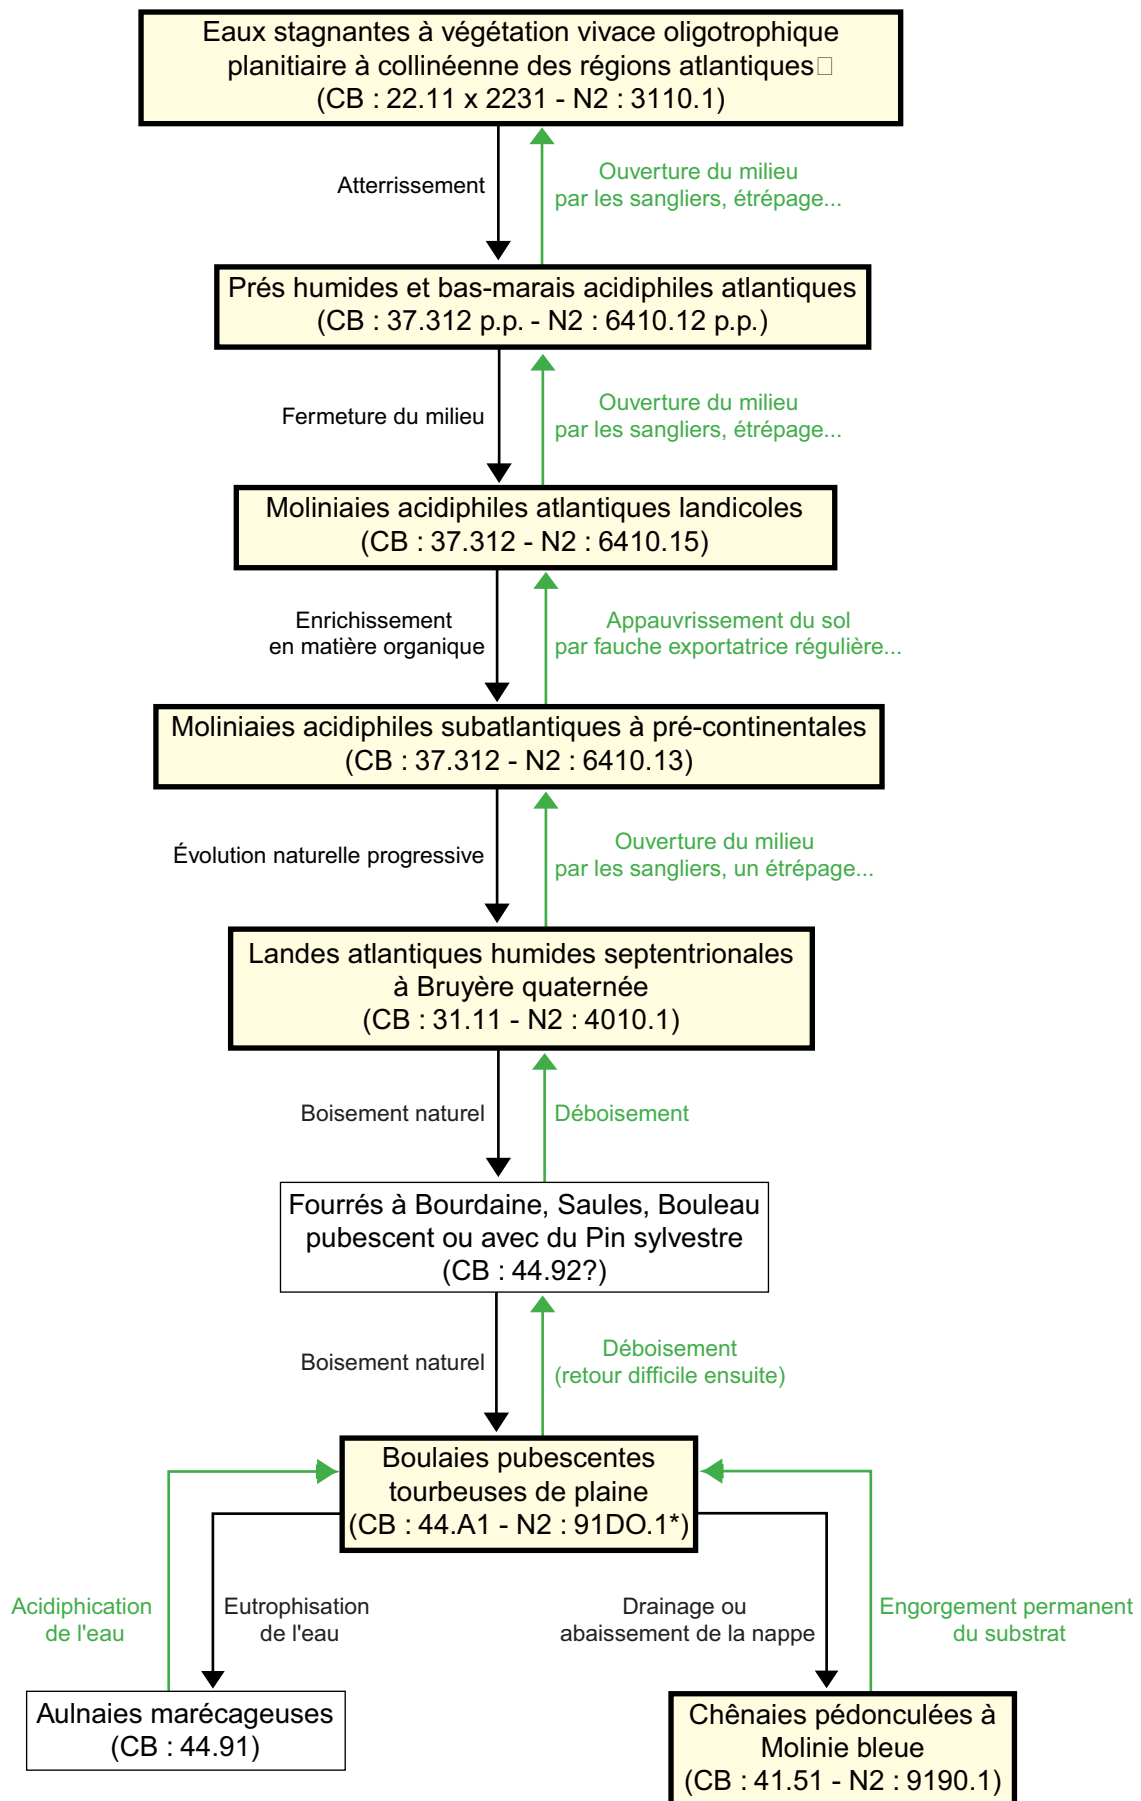 Eaux stagnantes à végétation vivace oligotrophique
planitiaire à collinéenne des régions atlantiques□
(CB : 22.11 x 2231 - N2 : 3110.1)
Atterrissement
Ouverture du milieu
par les sangliers, étrépage...
Prés humides et bas-marais acidiphiles atlantiques
(CB : 37.312 p.p. - N2 : 6410.12 p.p.)
Fermeture du milieu
Ouverture du milieu
par les sangliers, étrépage...
Moliniaies acidiphiles atlantiques landicoles
(CB : 37.312 - N2 : 6410.15)
Enrichissement
en matière organique
Appauvrissement du sol
par fauche exportatrice régulière...
Moliniaies acidiphiles subatlantiques à pré-continentales
(CB : 37.312 - N2 : 6410.13)
Évolution naturelle progressive
Ouverture du milieu
par les sangliers, un étrépage...
Landes atlantiques humides septentrionales
à Bruyère quaternée
(CB : 31.11 - N2 : 4010.1)
Boisement naturel
Déboisement
Fourrés à Bourdaine, Saules, Bouleau
pubescent ou avec du Pin sylvestre
(CB : 44.92?)
Boisement naturel
Déboisement
(retour difficile ensuite)
Boulaies pubescentes
tourbeuses de plaine
(CB : 44.A1 - N2 : 91DO.1*)
Acidiphication
de l'eau
Eutrophisation
de l'eau
Drainage ou
abaissement de la nappe
Engorgement permanent
du substrat
Aulnaies marécageuses
(CB : 44.91)
Chênaies pédonculées à
Molinie bleue
(CB : 41.51 - N2 : 9190.1)